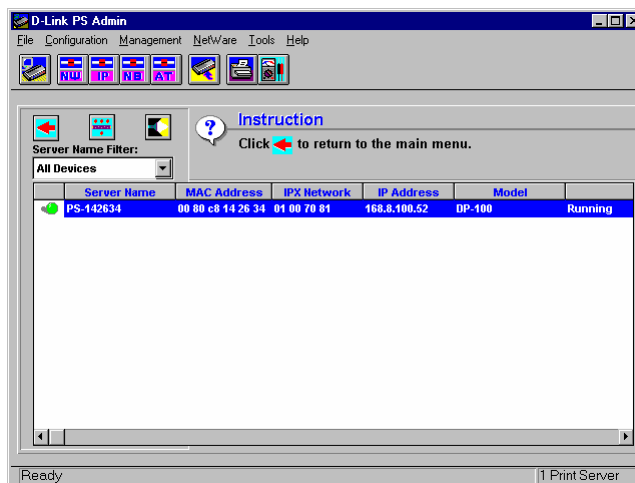 D-Link PS Admin
File Configuration Management NetWare Tools Help
NW IP NB AT
Instruction
Click to return to the main menu.
Server Name Filter:
All Devices
Server Name MAC Address IPX Network IP Address Model
PS-142634 00 80 c8 14 26 34 01 00 70 81 168.8.100.52 DP-100 Running
Ready 1 Print Server